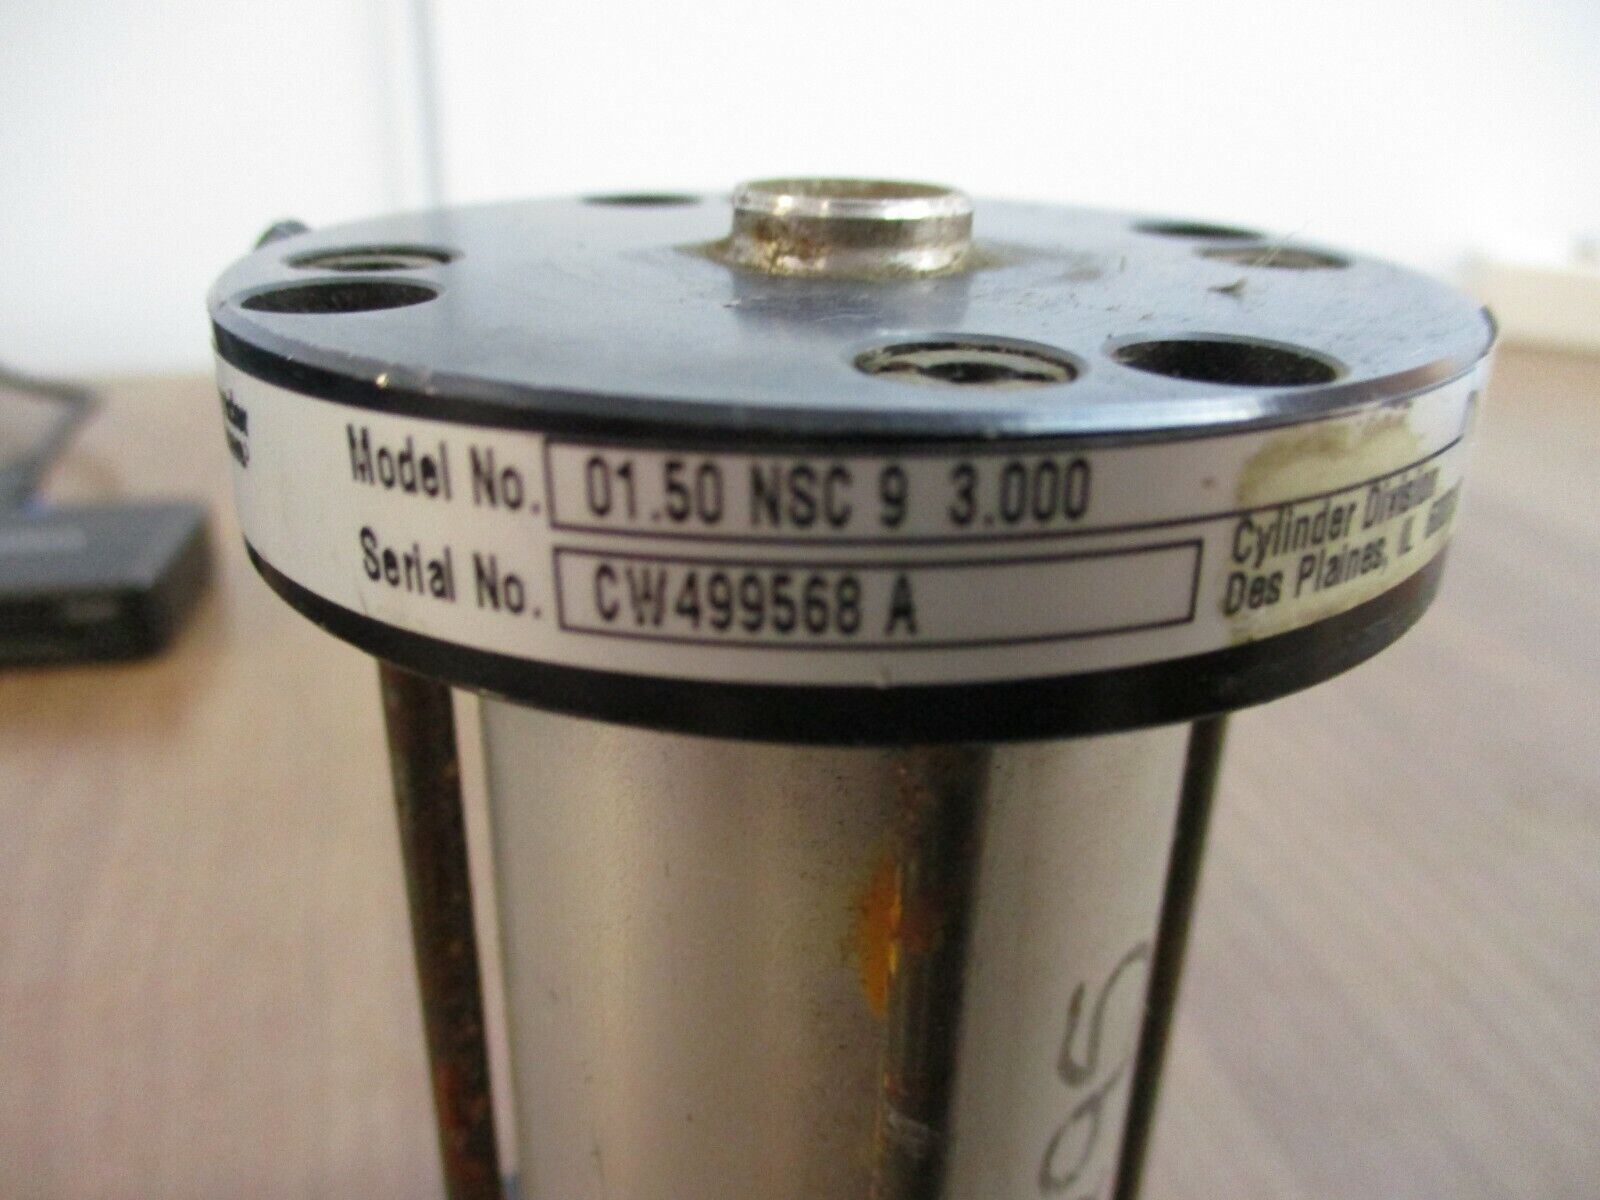 Model No. 01.50 NSC 9 3.000
Serial No. CW499568 A
Cylinder Division
Des Plaines, IL